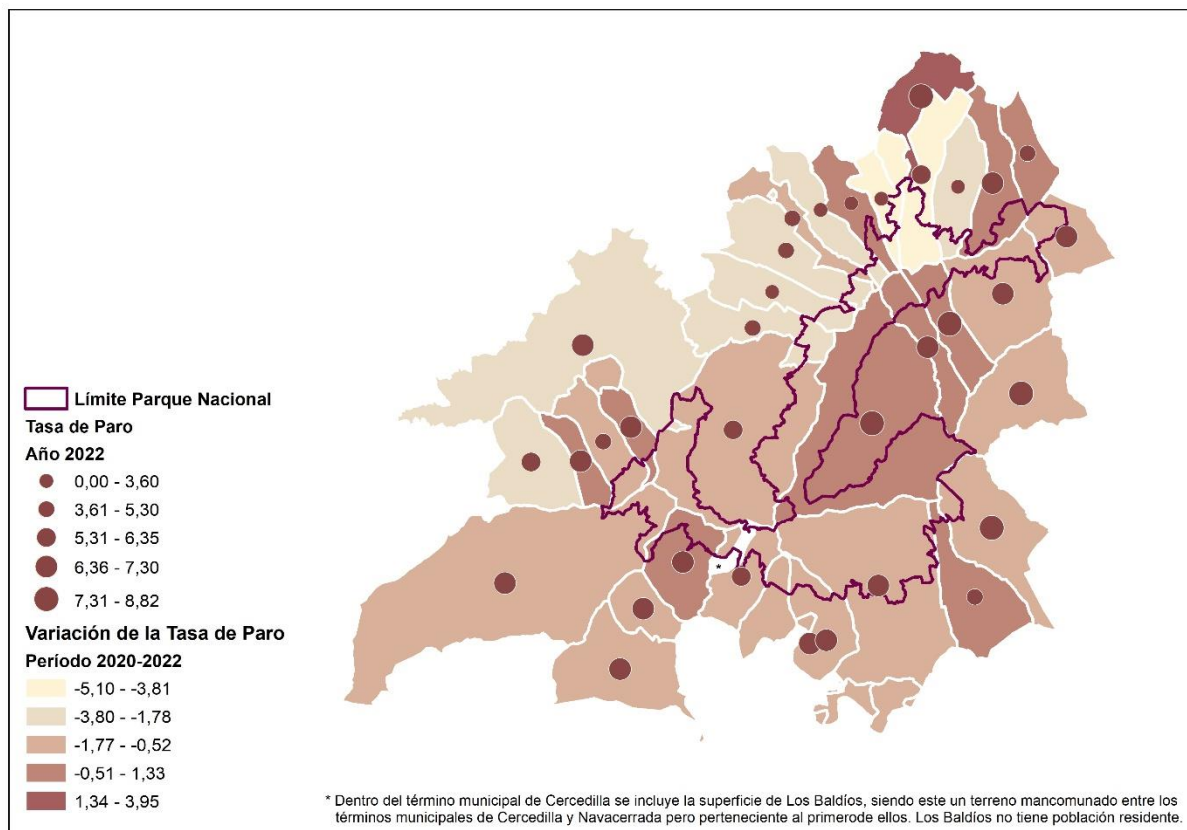 Límite Parque Nacional
Tasa de Paro
Año 2022
0,00 - 3,60
3,61 - 5,30
5,31 - 6,35
6,36 - 7,30
7,31 - 8,82
Variación de la Tasa de Paro
Período 2020-2022
-5,10 - -3,81
-3,80 - -1,78
-1,77 - -0,52
-0,51 - 1,33
1,34 - 3,95
*
* Dentro del término municipal de Cercedilla se incluye la superficie de Los Baldíos, siendo este un terreno mancomunado entre los
términos municipales de Cercedilla y Navacerrada pero perteneciente al primerode ellos. Los Baldíos no tiene población residente.